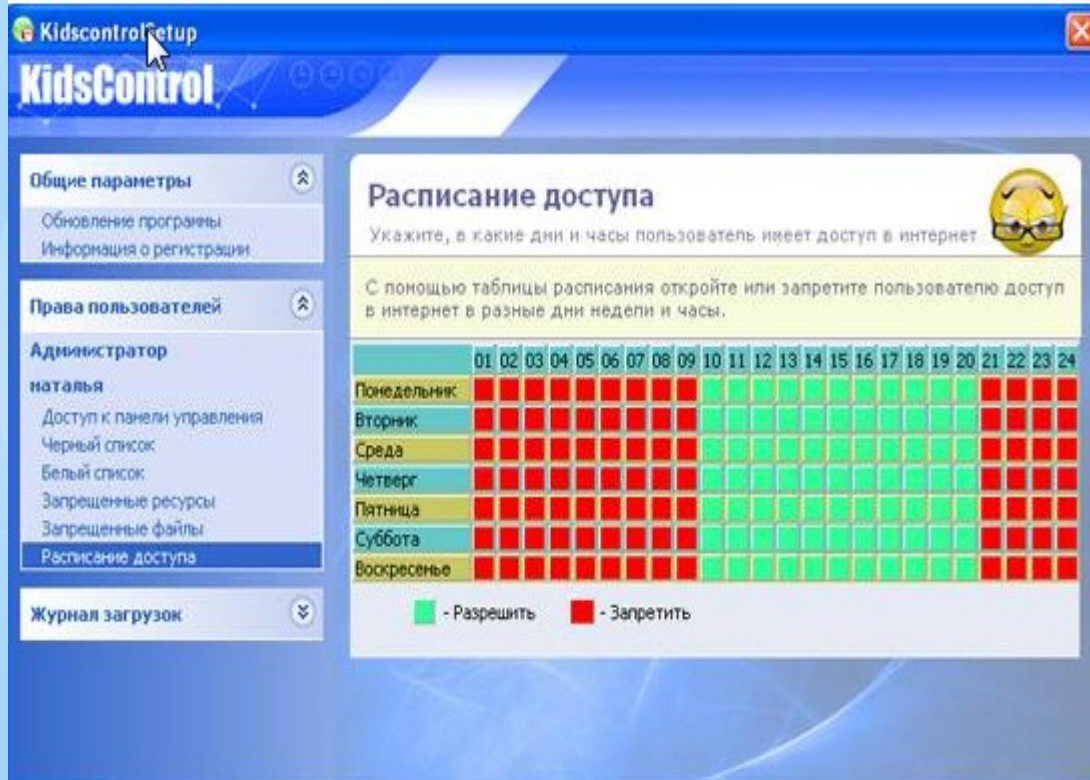 KidscontrolSetup
KidsControl
Общие параметры
Обновление программы
Информация о регистрации
Права пользователей
Администратор
наталья
Доступ к панели управления
Черный список
Белый список
Запрещенные ресурсы
Запрещенные файлы
Расписание доступа
Журнал загрузок
Расписание доступа
Укажите, в какие дни и часы пользователь имеет доступ в интернет
С помощью таблицы расписания откройте или запретите пользователю доступ
в интернет в разные дни недели и часы.
01 02 03 04 05 06 07 08 09 10 11 12 13 14 15 16 17 18 19 20 21 22 23 24
Понедельник
Вторник
Среда
Четверг
Пятница
Суббота
Воскресенье
- Разрешить - Запретить